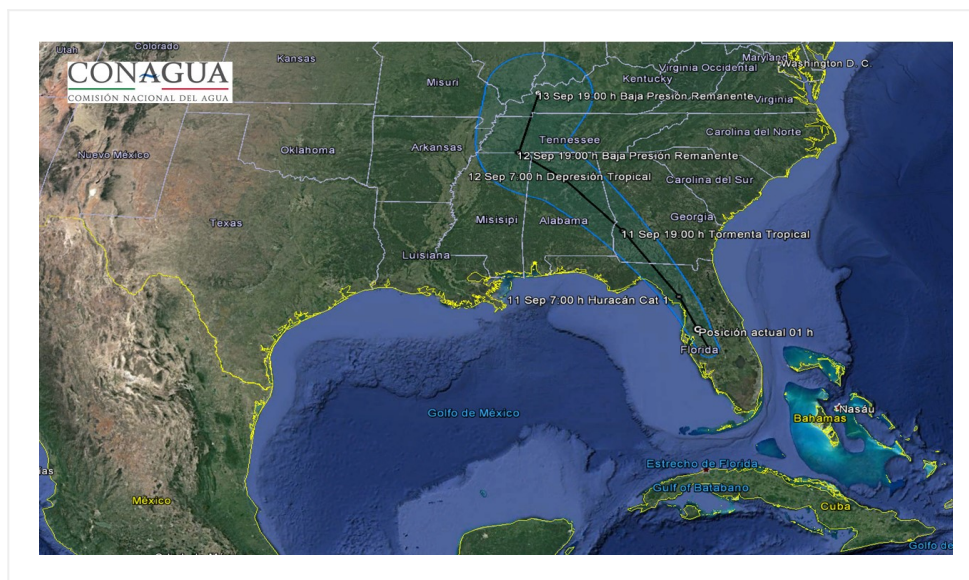 Utah
Colorado
Kansas
Misuri
Kentucky
Virginia Occidental
Maryland
Washington D. C.
CONAGUA
COMISIÓN NACIONAL DEL AGUA
13 Sep 19:00 h Baja Presión Remanente
Virginia
Nuevo México
Oklahoma
Arkansas
Tennessee
Carolina del Norte
12 Sep 19:00 h Baja Presión Remanente
12 Sep 7:00 h Depresión Tropical
Carolina del Sur
Texas
Misisipi
Alabama
Georgia
11 Sep 19:00 h Tormenta Tropical
Luisiana
11 Sep 7:00 h Huracán Cat 1
Posición actual 01 h
Florida
Golfo de México
Nasáu
Bahamas
Estrecho de Florida
Gulf of Batabano
México
Cuba
Golfo de